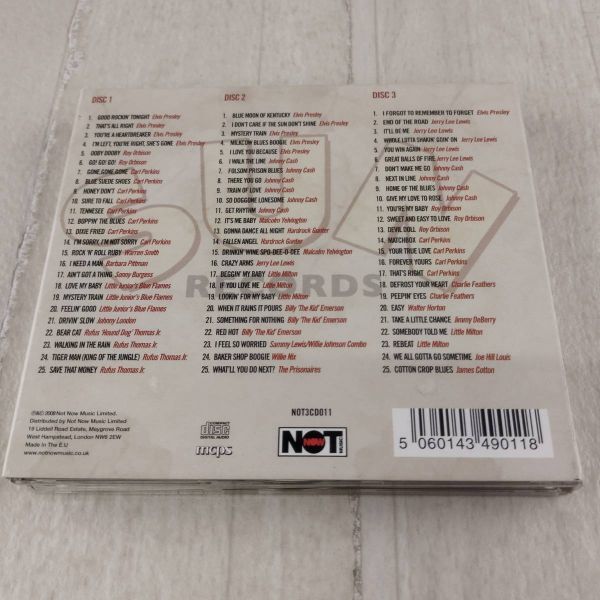 DISC 1
1. GOOD ROCKIN' TONIGHT Elvis Presley
2. THAT'S ALL RIGHT Elvis Presley
3. YOU'RE A HEARTBREAKER Elvis Presley
4. I'M LEFT, YOU'RE RIGHT, SHE'S GONE. Elvis Presley
5. OOBY DOOBY Roy Orbison
6. GO! GO! GO! Roy Orbison
7. GONE GONE GONE Carl Perkins
8. BLUE SUEDE SHOES Carl Perkins
9. HONEY DON'T Carl Perkins
10. SURE TO FALL Carl Perkins
11. TENNESSEE Carl Perkins
12. BOPPIN' THE BLUES Carl Perkins
13. DIXIE FRIED Carl Perkins
14. I'M SORRY, I'M NOT SORRY Carl Perkins
15. ROCK 'N' ROLL RUBY Warren Smith
16. I NEED A MAN Barbara Pittman
17. AIN'T GOT A THING Sonny Burgess
18. LOVE MY BABY Little Junior's Blue Flames
19. MYSTERY TRAIN Little Junior's Blue Flames
20. FEELIN' GOOD Little Junior's Blue Flames
21. DRIVIN' SLOW Johnny London
22. BEAR CAT Rufus 'Hound Dog' Thomas Jr.
23. WALKING IN THE RAIN Rufus Thomas Jr.
24. TIGER MAN (KING OF THE JUNGLE) Rufus Thomas Jr.
25. SAVE THAT MONEY Rufus Thomas Jr.
DISC 2
1. BLUE MOON OF KENTUCKY Elvis Presley
2. I DON'T CARE IF THE SUN DON'T SHINE Elvis Presley
3. MYSTERY TRAIN Elvis Presley
4. MILKCOW BLUES BOOGIE Elvis Presley
5. I LOVE YOU BECAUSE Elvis Presley
6. I WALK THE LINE Johnny Cash
7. FOLSOM PRISON BLUES Johnny Cash
8. THERE YOU GO Johnny Cash
9. TRAIN OF LOVE Johnny Cash
10. SO DOGGONE LONESOME Johnny Cash
11. GET RHYTHM Johnny Cash
12. IT'S ME BABY Malcolm Yelvington
13. GONNA DANCE ALL NIGHT Hardrock Gunter
14. FALLEN ANGEL Hardrock Gunter
15. DRINKIN' WINE SPO-DEE-O-DEE Malcolm Yelvington
16. CRAZY ARMS Jerry Lee Lewis
17. BEGGIN' MY BABY Little Milton
18. IF YOU LOVE ME Little Milton
19. LOOKIN' FOR MY BABY Little Milton
20. WHEN IT RAINS IT POURS Billy 'The Kid' Emerson
21. SOMETHING FOR NOTHING Billy 'The Kid' Emerson
22. RED HOT Billy 'The Kid' Emerson
23. I FEEL SO WORRIED Sammy Lewis/Willie Johnson Combo
24. BAKER SHOP BOOGIE Willie Nix
25. WHAT'LL YOU DO NEXT? The Prisonaires
DISC 3
1. I FORGOT TO REMEMBER TO FORGET Elvis Presley
2. END OF THE ROAD Jerry Lee Lewis
3. IT'LL BE ME Jerry Lee Lewis
4. WHOLE LOTTA SHAKIN' GOIN' ON Jerry Lee Lewis
5. YOU WIN AGAIN Jerry Lee Lewis
6. GREAT BALLS OF FIRE Jerry Lee Lewis
7. DON'T MAKE ME GO Johnny Cash
8. NEXT IN LINE Johnny Cash
9. HOME OF THE BLUES Johnny Cash
10. GIVE MY LOVE TO ROSE Johnny Cash
11. YOU'RE MY BABY Roy Orbison
12. SWEET AND EASY TO LOVE Roy Orbison
13. DEVIL DOLL Roy Orbison
14. MATCHBOX Carl Perkins
15. YOUR TRUE LOVE Carl Perkins
16. FOREVER YOURS Carl Perkins
17. THAT'S RIGHT Carl Perkins
18. DEFROST YOUR HEART Charlie Feathers
19. PEEPIN' EYES Charlie Feathers
20. EASY Walter Horton
21. TAKE A LITTLE CHANCE Jimmy DeBerry
22. SOMEBODY TOLD ME Little Milton
23. REBEAT Little Milton
24. WE ALL GOTTA GO SOMETIME Joe Hill Louis
25. COTTON CROP BLUES James Cotton
SUN
RECORDS
℗&© 2008 Not Now Music Limited.
Distributed by Not Now Music Limited,
19 Liddell Road Estate, Maygrove Road
West Hampstead, London NW6 2EW
Made in The E.U
www.notnowmusic.co.uk
COMPACT
disc
DIGITAL AUDIO
mcps
NOT3CD011
NOT
NOW
MUSIC
5 060143 490118